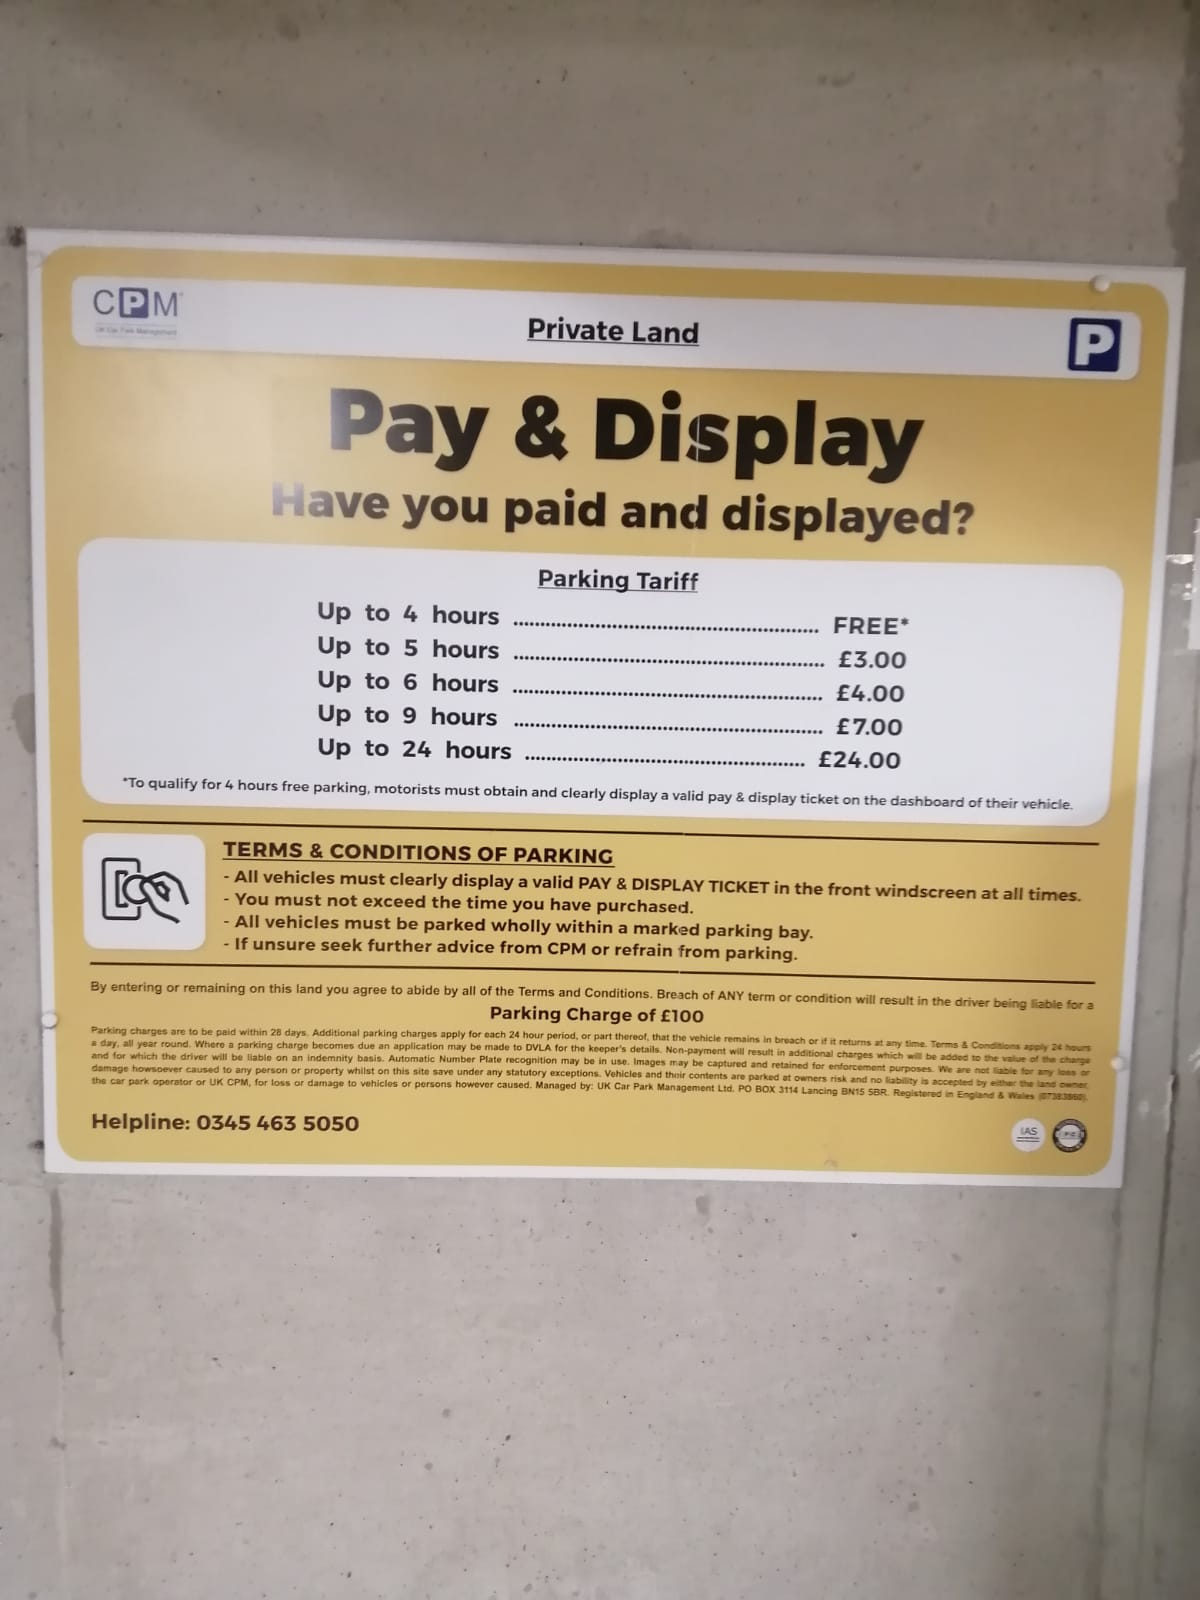 CPM
UK Car Park Management
Private Land
P
Pay & Display
Have you paid and displayed?
Parking Tariff
Up to 4 hours ........................ FREE*
Up to 5 hours ........................ £3.00
Up to 6 hours ........................ £4.00
Up to 9 hours ........................ £7.00
Up to 24 hours ........................ £24.00
*To qualify for 4 hours free parking, motorists must obtain and clearly display a valid pay & display ticket on the dashboard of their vehicle.
TERMS & CONDITIONS OF PARKING
- All vehicles must clearly display a valid PAY & DISPLAY TICKET in the front windscreen at all times.
- You must not exceed the time you have purchased.
- All vehicles must be parked wholly within a marked parking bay.
- If unsure seek further advice from CPM or refrain from parking.
By entering or remaining on this land you agree to abide by all of the Terms and Conditions. Breach of ANY term or condition will result in the driver being liable for a
Parking Charge of £100
Parking charges are to be paid within 28 days. Additional parking charges apply for each 24 hour period, or part thereof, that the vehicle remains in breach or if it returns at any time. Terms & Conditions apply 24 hours
a day, all year round. Where a parking charge becomes due an application may be made to DVLA for the keeper's details. Non-payment will result in additional charges which will be added to the value of the charge
and for which the driver will be liable on an indemnity basis. Automatic Number Plate recognition may be in use. Images may be captured and retained for enforcement purposes. We are not liable for any loss or
damage howsoever caused to any person or property whilst on this site save under any statutory exceptions. Vehicles and their contents are parked at owners risk and no liability is accepted by either the land owner,
the car park operator or UK CPM, for loss or damage to vehicles or persons however caused. Managed by: UK Car Park Management Ltd. PO BOX 3114 Lancing BN15 5BR. Registered in England & Wales (07383860).
Helpline: 0345 463 5050
IAS